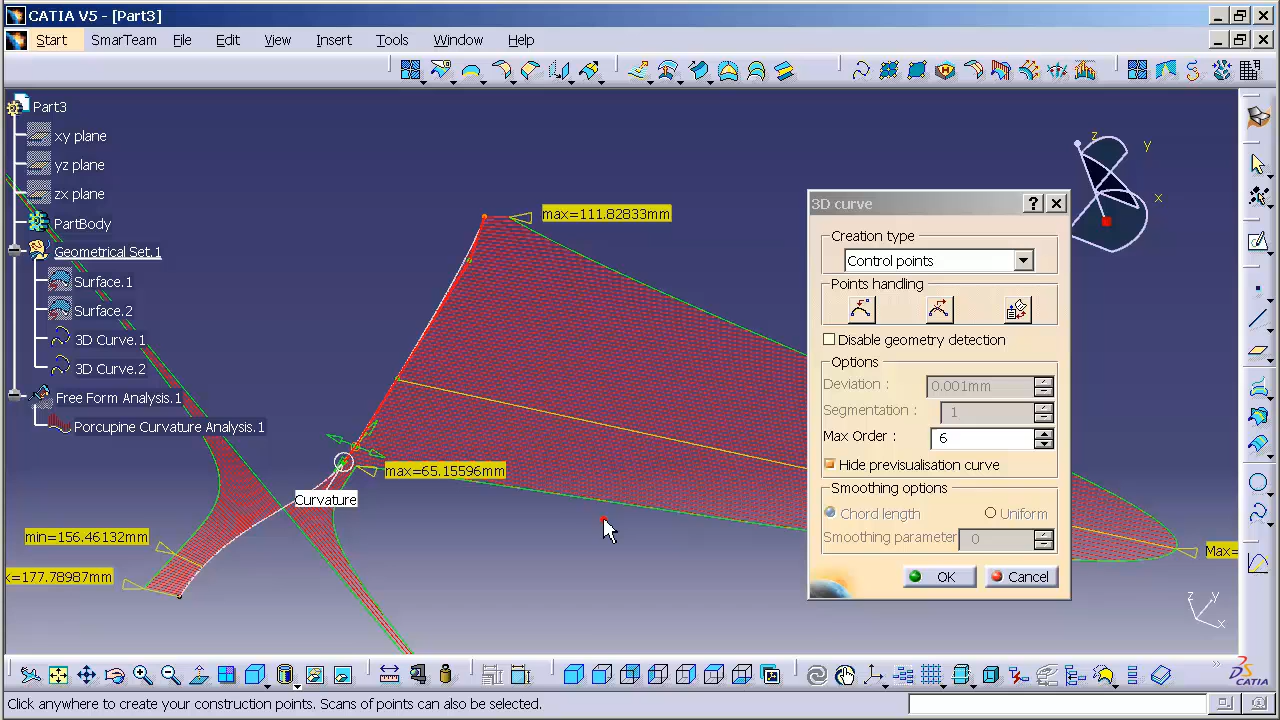 CATIA V5 - [Part3]
Start SmarTeam File Edit View Insert Tools Window Help
Part3
xy plane
yz plane
zx plane
PartBody
Geometrical Set.1
Surface.1
Surface.2
3D Curve.1
3D Curve.2
Free Form Analysis.1
Porcupine Curvature Analysis.1
max=111.82833mm
max=65.15596mm
Curvature
min=156.46132mm
x=177.78987mm
Max=
z
y
x
3D curve
Creation type
Control points
Points handling
Disable geometry detection
Options
Deviation : 0.001mm
Segmentation : 1
Max Order : 6
Hide previsualisation curve
Smoothing options
Chord length Uniform
Smoothing parameter 0
OK Cancel
z y
x
CATIA
Click anywhere to create your construction points. Scans of points can also be selected.